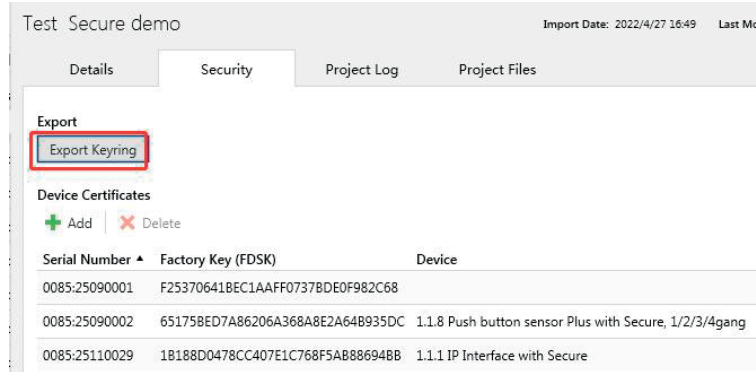 Test Secure demo Import Date: 2022/4/27 16:49 Last Mo
Details Security Project Log Project Files
Export
Export Keyring
Device Certificates
Add Delete
Serial Number Factory Key (FDSK) Device
0085:25090001 F25370641BEC1AAFF0737BDE0F982C68
0085:25090002 65175BED7A86206A368A8E2A64B935DC 1.1.8 Push button sensor Plus with Secure, 1/2/3/4gang
0085:25110029 1B188D0478CC407E1C768F5AB88694BB 1.1.1 IP Interface with Secure